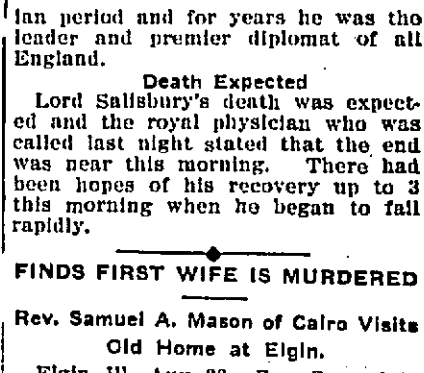 ian period and for years he was the
leader and premier diplomat of all
England.
Death Expected
Lord Salisbury's death was expect-
ed and the royal physician who was
called last night stated that the end
was near this morning. There had
been hopes of his recovery up to 3
this morning when he began to fail
rapidly.
FINDS FIRST WIFE IS MURDERED
Rev. Samuel A. Mason of Cairo Visits
Old Home at Elgin.
Elgin, Ill., Aug.